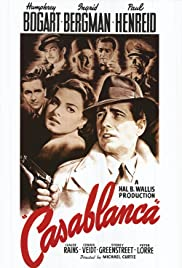 Humphrey Ingrid Paul
BOGART · BERGMAN · HENREID
A
HAL B. WALLIS
PRODUCTION
"Casablanca"
CLAUDE CONRAD SYDNEY PETER
RAINS · VEIDT · GREENSTREET · LORRE
Directed by MICHAEL CURTIZ